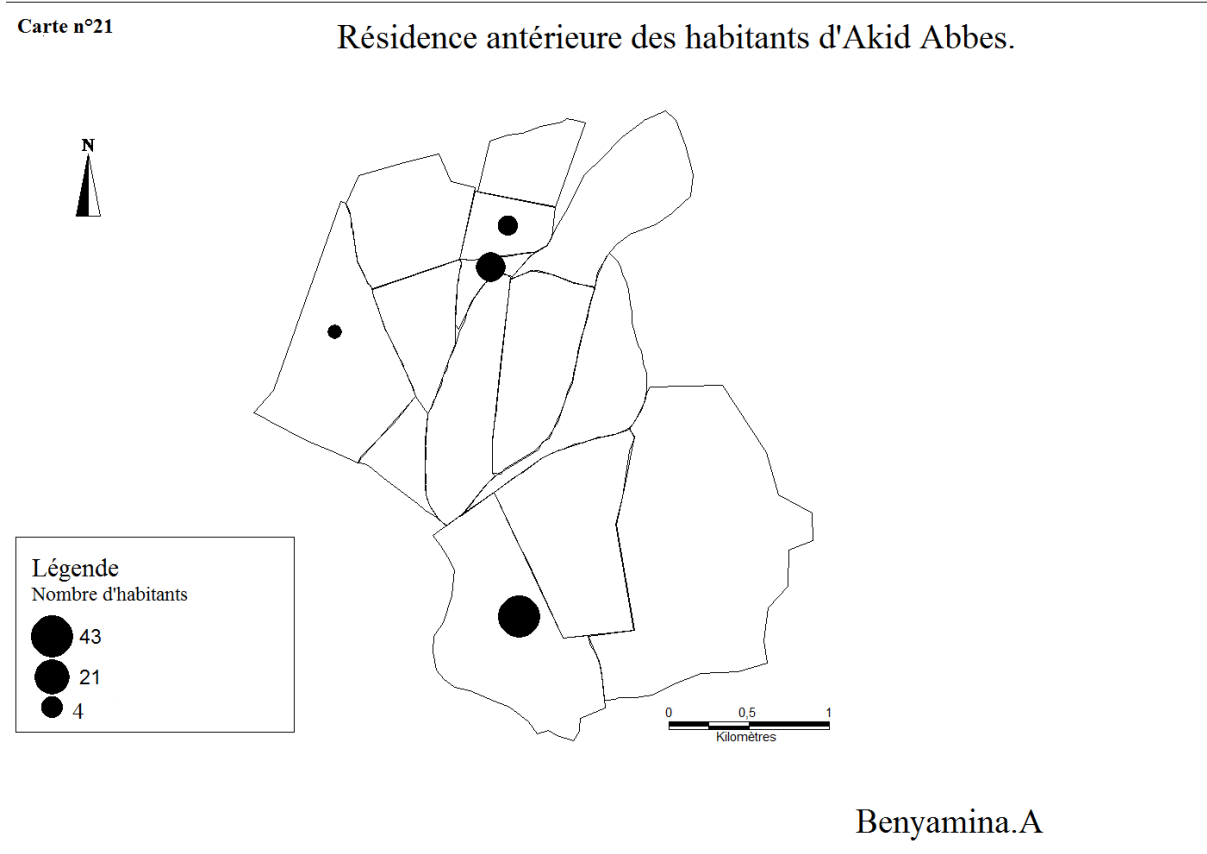 Carte n°21
Résidence antérieure des habitants d'Akid Abbes.
N
Légende
Nombre d'habitants
43
21
4
0 0,5 1
Kilomètres
Benyamina.A